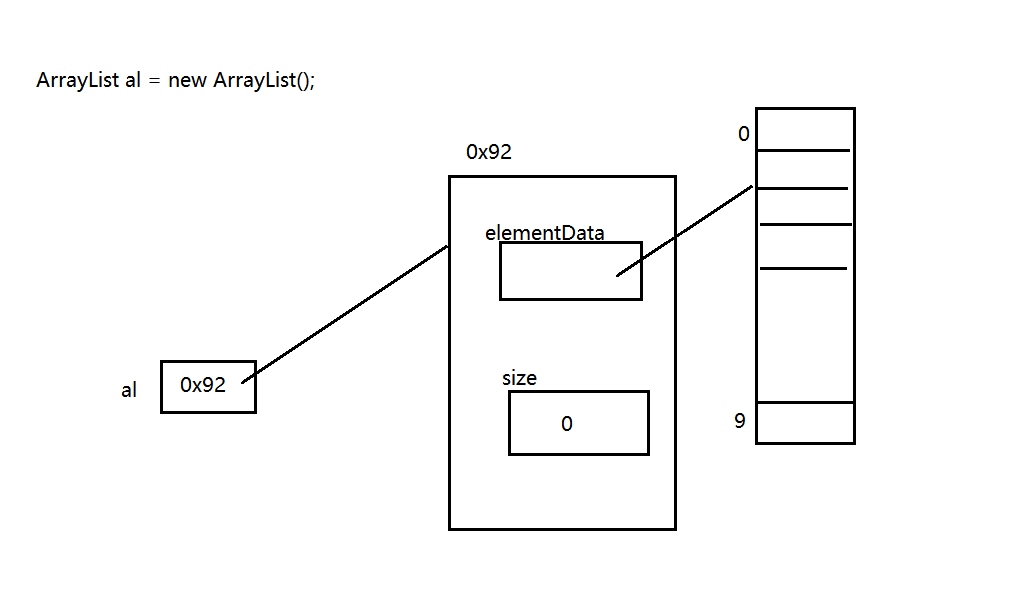 ArrayList al = new ArrayList();
0
0x92
elementData
size
al
0x92
0
9